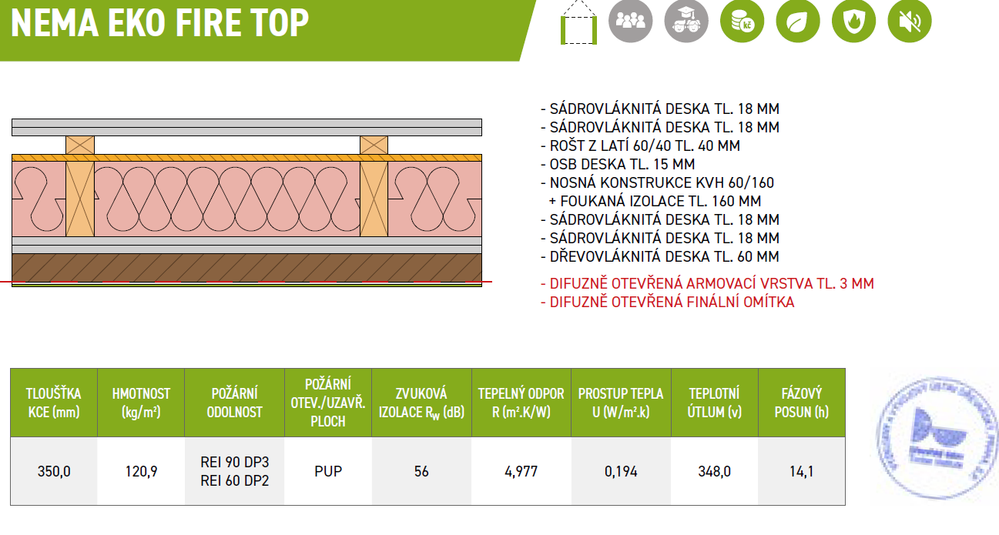 NEMA EKO FIRE TOP
kč
- SÁDROVLÁKNITÁ DESKA TL. 18 MM
- SÁDROVLÁKNITÁ DESKA TL. 18 MM
- ROŠT Z LATÍ 60/40 TL. 40 MM
- OSB DESKA TL. 15 MM
- NOSNÁ KONSTRUKCE KVH 60/160
+ FOUKANÁ IZOLACE TL. 160 MM
- SÁDROVLÁKNITÁ DESKA TL. 18 MM
- SÁDROVLÁKNITÁ DESKA TL. 18 MM
- DŘEVOVLÁKNITÁ DESKA TL. 60 MM
- DIFUZNĚ OTEVŘENÁ ARMOVACÍ VRSTVA TL. 3 MM
- DIFUZNĚ OTEVŘENÁ FINÁLNÍ OMÍTKA
TLOUŠŤKA
KCE (mm)
HMOTNOST
(kg/m²)
POŽÁRNÍ
ODOLNOST
POŽÁRNÍ
OTEV./UZAVŘ.
PLOCH
ZVUKOVÁ
IZOLACE RW (dB)
TEPELNÝ ODPOR
R (m².K/W)
PROSTUP TEPLA
U (W/m².k)
TEPLOTNÍ
ÚTLUM (v)
FÁZOVÝ
POSUN (h)
350,0
120,9
REI 90 DP3
REI 60 DP2
PUP
56
4,977
0,194
348,0
14,1